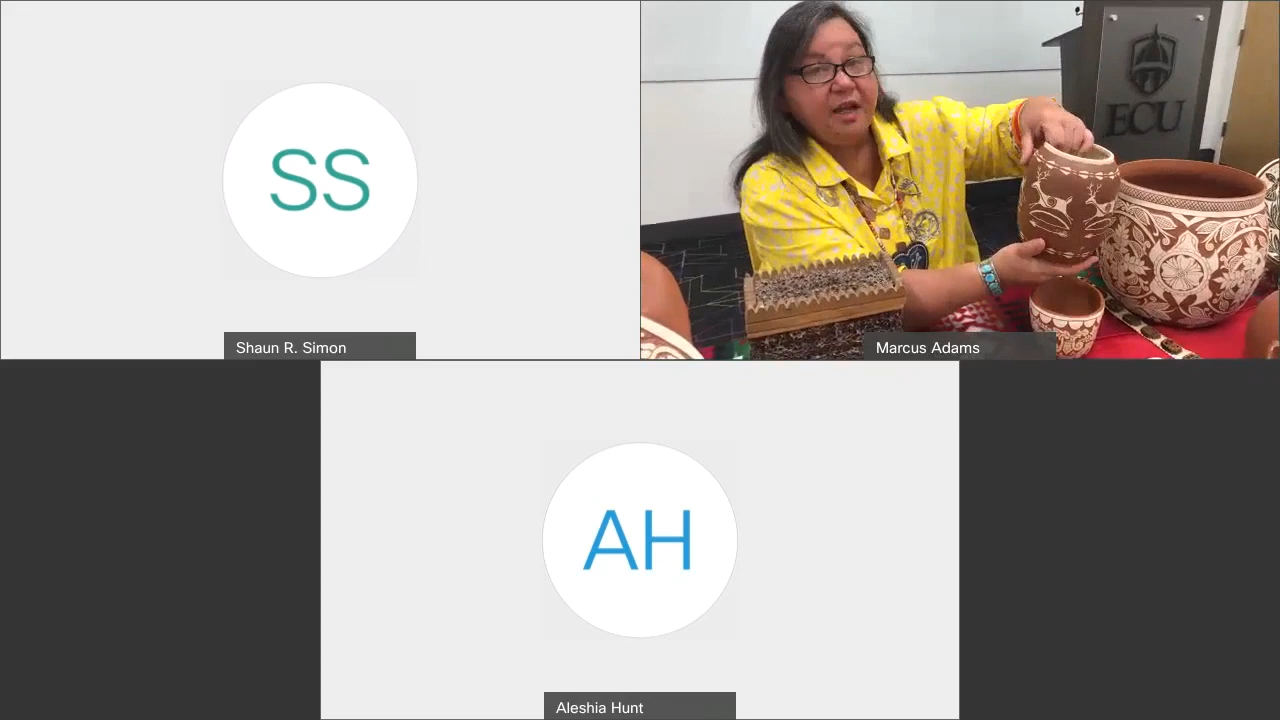 SS
ECU
Shaun R. Simon
Marcus Adams
AH
Aleshia Hunt